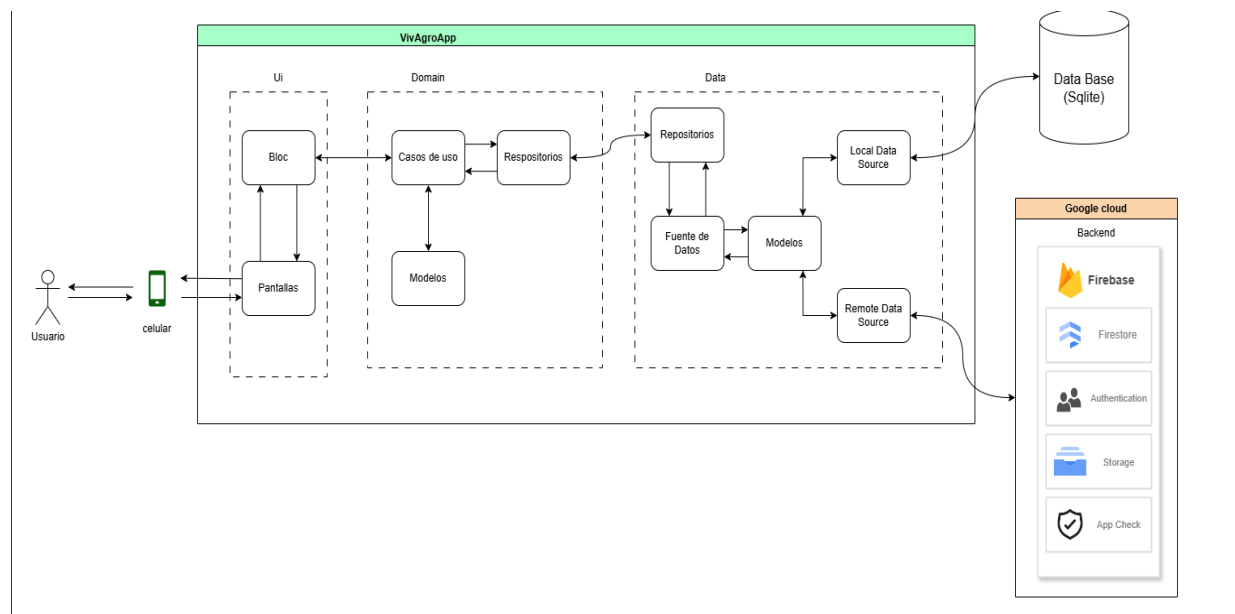 VivAgroApp
Ui
Domain
Data
Bloc
Casos de uso
Respositorios
Repositorios
Local Data
Source
Data Base
(Sqlite)
Pantallas
Modelos
Fuente de
Datos
Modelos
Remote Data
Source
Usuario
celular
Google cloud
Backend
Firebase
Firestore
Authentication
Storage
App Check